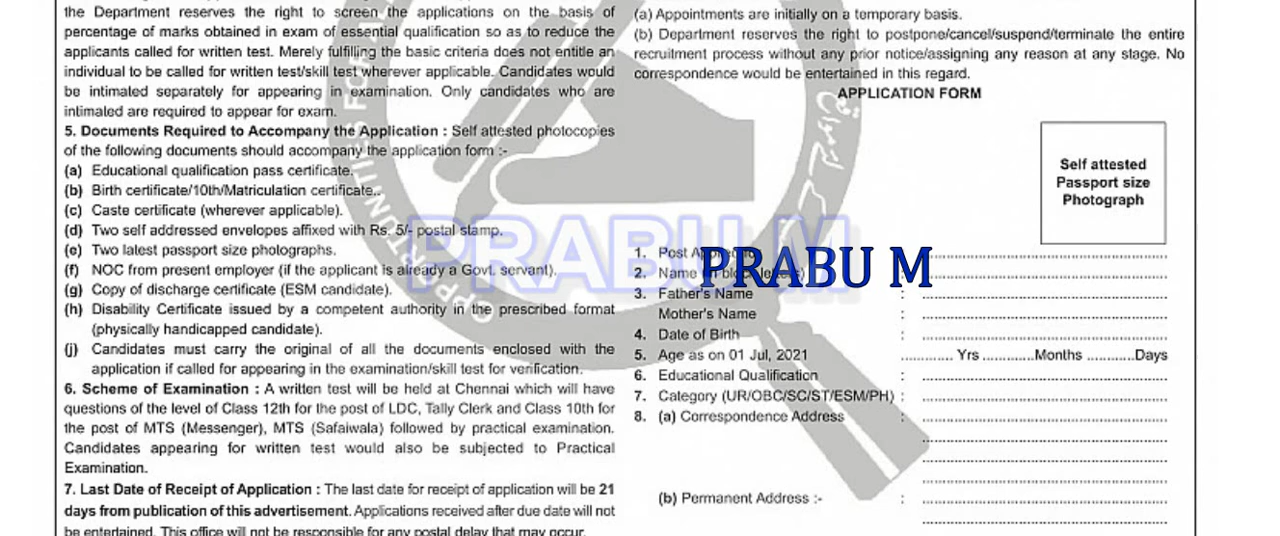 the Department reserves the right to screen the applications on the basis of
percentage of marks obtained in exam of essential qualification so as to reduce the
applicants called for written test. Merely fulfilling the basic criteria does not entitle an
individual to be called for written test/skill test wherever applicable. Candidates would
be intimated separately for appearing in examination. Only candidates who are
intimaled are required to appear for exam.
5. Documents Required to Accompany the Application : Self attested photocopies
of the following documents should accompany the application form :-
(a) Educational qualification pass certificate.
(b) Birth certificate/10th/Matriculation certificate..
(c) Caste certificate (wherever applicable).
(d) Two self addressed envelopes affixed with Rs. 5/- postal stamp.
(e) Two latest passport size photographs.
(f) NOC from present employer (if the applicant is already a Govt. servant).
(g) Copy of discharge certificate (ESM candidate).
(h) Disability Certificate issued by a competent authority in the prescribed format
(physically handicapped candidate).
(j) Candidates must carry the original of all the documents enclosed with the
application if called for appearing in the examination/skill test for verification.
6. Scheme of Examination : A written test will be held at Chennai which will have
questions of the level of Class 12th for the post of LDC, Tally Clerk and Class 10th for
the post of MTS (Messenger), MTS (Safaiwala) followed by practical examination.
Candidates appearing for written test would also be subjected to Practical
Examination.
7. Last Date of Receipt of Application : The last date for receipt of application will be 21
days from publication of this advertisement. Applications received after due date will not
be entertained. This office will not be responsible for any postal delay that may occur.
(a) Appointments are initially on a temporary basis.
(b) Department reserves the right to postpone/cancel/suspend/terminate the entire
recruitment process without any prior notice/assigning any reason at any stage. No
correspondence would be entertained in this regard.
APPLICATION FORM
Self attested
Passport size
Photograph
1. Post
2. Name
3. Father's Name :
Mother's Name :
4. Date of Birth :
5. Age as on 01 Jul, 2021 ............ Yrs ............Months ...........Days
6. Educational Qualification :
7. Category (UR/OBC/SC/ST/ESM/PH) :
8. (a) Correspondence Address :
(b) Permanent Address :- :
PRABU M
PRABU M
OPPORTUNITIES FOR